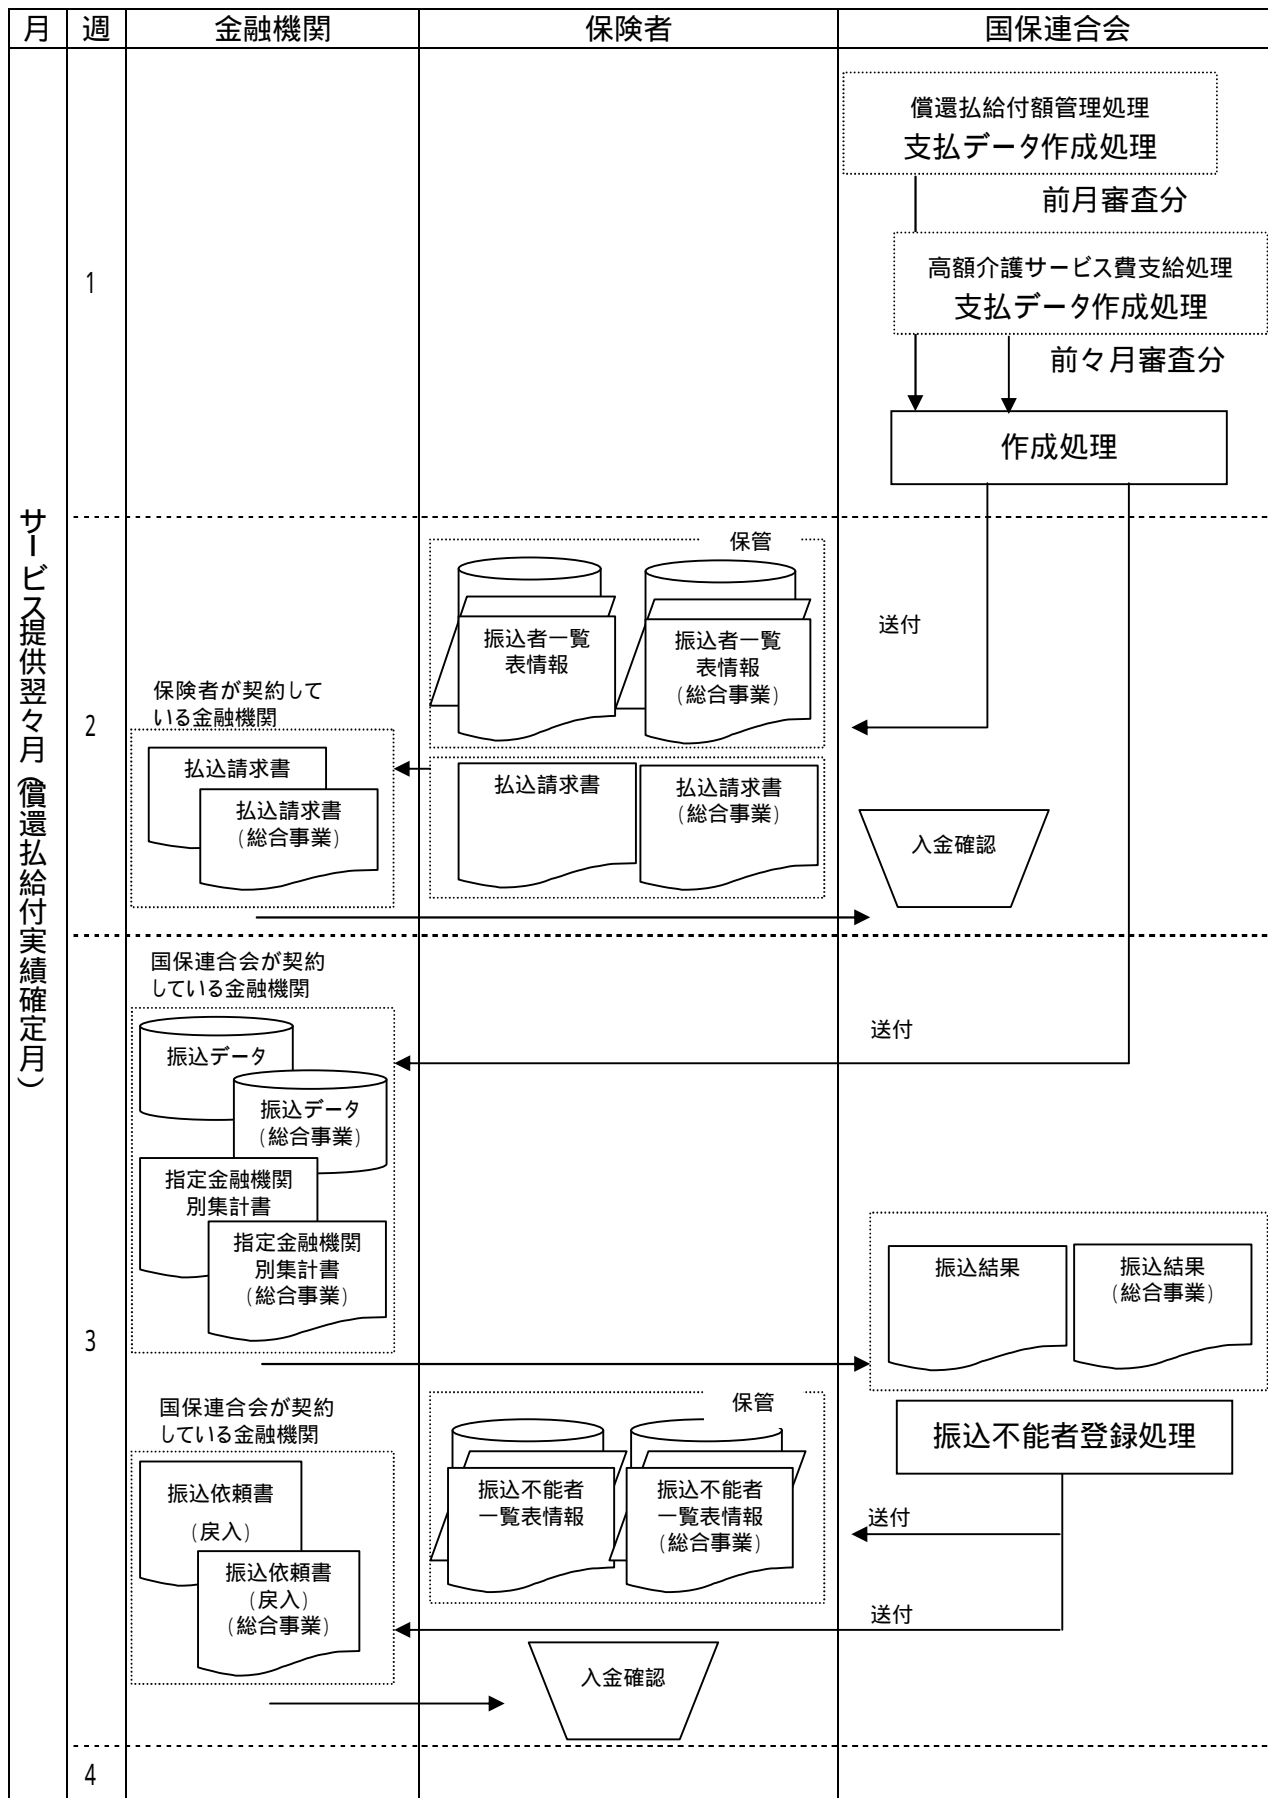 月 週 金融機関 保険者 国保連合会
サービス提供翌々月(償還払給付実績確定月)
1
償還払給付額管理処理
支払データ作成処理
前月審査分
高額介護サービス費支給処理
支払データ作成処理
前々月審査分
作成処理
2
保管
振込者一覧
表情報
振込者一覧
表情報
(総合事業)
送付
保険者が契約して
いる金融機関
払込請求書
払込請求書
(総合事業)
払込請求書
払込請求書
(総合事業)
入金確認
3
国保連合会が契約
している金融機関
送付
振込データ
振込データ
(総合事業)
指定金融機関
別集計書
指定金融機関
別集計書
(総合事業)
振込結果
振込結果
(総合事業)
国保連合会が契約
している金融機関
保管
振込不能者登録処理
振込依頼書
(戻入)
振込依頼書
(戻入)
(総合事業)
振込不能者
一覧表情報
振込不能者
一覧表情報
(総合事業)
送付
送付
入金確認
4